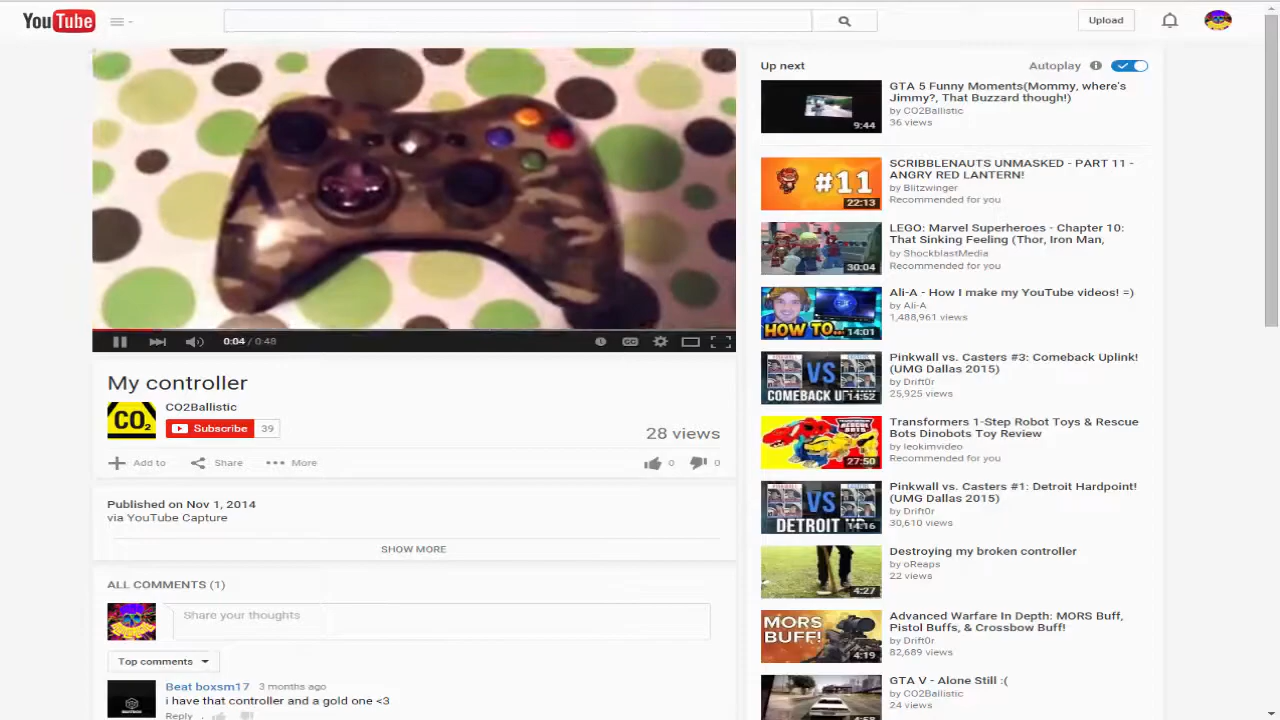 YouTube
Upload
0:04 / 0:48
My controller
CO2
CO2Ballistic
Subscribe 39
28 views
Add to Share More 0 0
Published on Nov 1, 2014
via YouTube Capture
SHOW MORE
ALL COMMENTS (1)
Share your thoughts
Top comments
Beat boxsm17 3 months ago
i have that controller and a gold one <3
Reply
Up next
Autoplay
9:44
GTA 5 Funny Moments(Mommy, where's
Jimmy?, That Buzzard though!)
by CO2Ballistic
36 views
#11
22:13
SCRIBBLENAUTS UNMASKED - PART 11 -
ANGRY RED LANTERN!
by Blitzwinger
Recommended for you
30:04
LEGO: Marvel Superheroes - Chapter 10:
That Sinking Feeling (Thor, Iron Man,
by ShockblastMedia
Recommended for you
HOW TO...
14:01
Ali-A - How I make my YouTube videos! =)
by Ali-A
1,488,961 views
VS
14:52
Pinkwall vs. Casters #3: Comeback Uplink!
(UMG Dallas 2015)
by Drift0r
25,925 views
27:50
Transformers 1-Step Robot Toys & Rescue
Bots Dinobots Toy Review
by leokimvideo
Recommended for you
VS
DETROIT
14:16
Pinkwall vs. Casters #1: Detroit Hardpoint!
(UMG Dallas 2015)
by Drift0r
30,610 views
4:27
Destroying my broken controller
by oReaps
22 views
MORS
BUFF!
4:19
Advanced Warfare In Depth: MORS Buff,
Pistol Buffs, & Crossbow Buff!
by Drift0r
82,689 views
GTA V - Alone Still :(
by CO2Ballistic
24 views